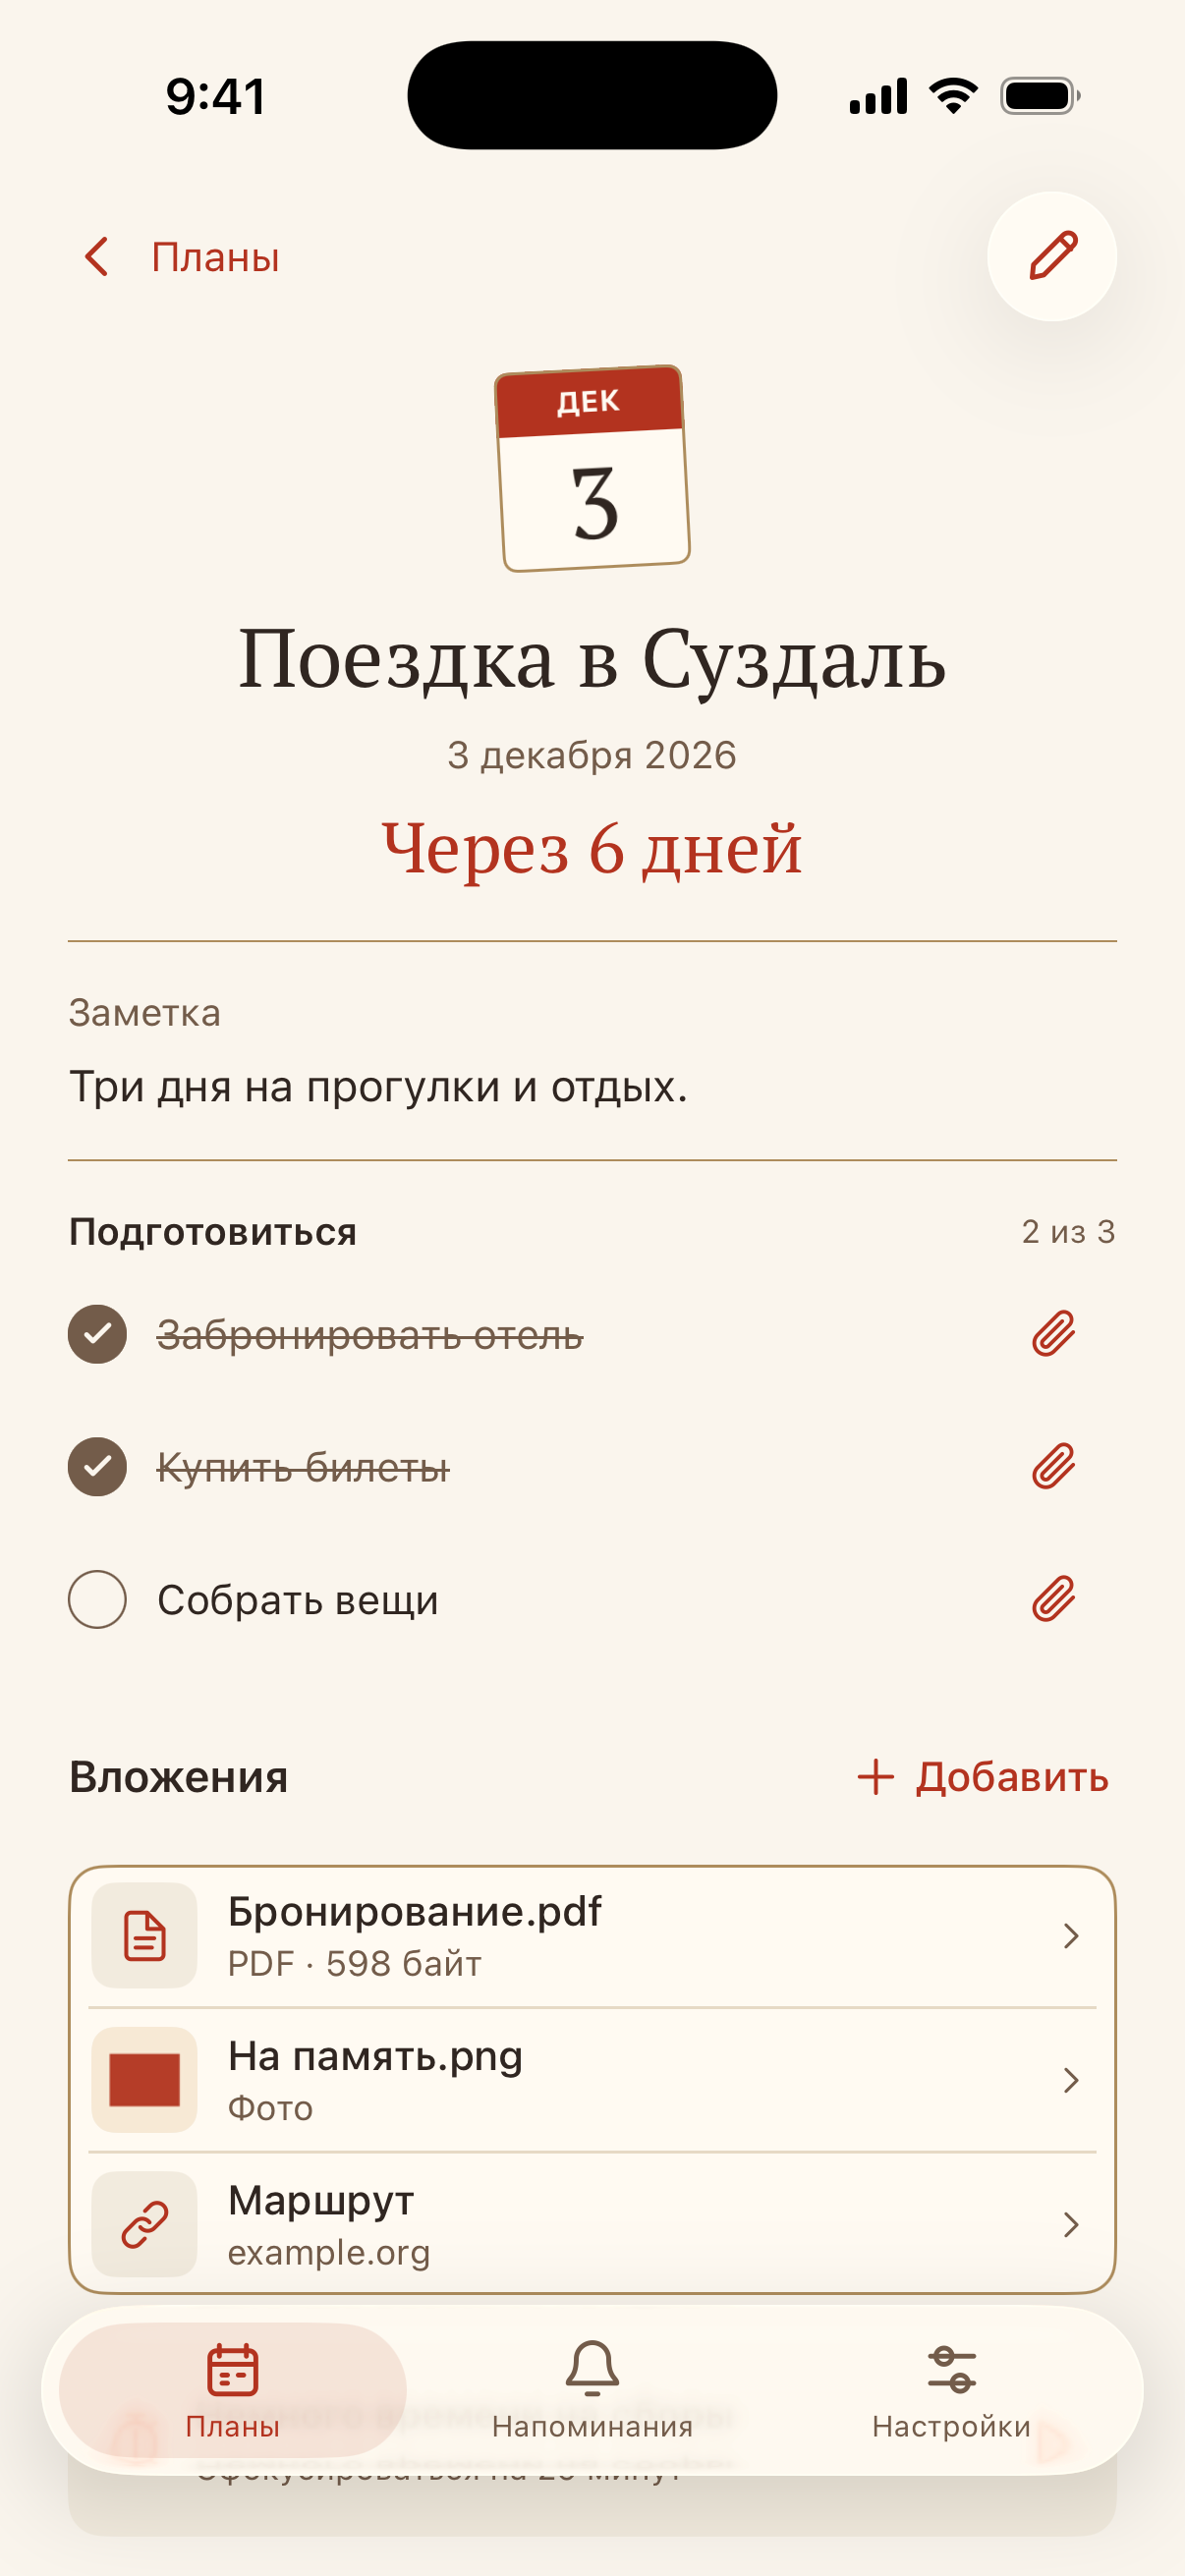 9:41
Планы
ДЕК
3
Поездка в Суздаль
3 декабря 2026
Через 6 дней
Заметка
Три дня на прогулки и отдых.
Подготовиться
2 из 3
Забронировать отель
Купить билеты
Собрать вещи
Вложения
Добавить
Бронирование.pdf
PDF · 598 байт
На память.png
Фото
Маршрут
example.org
Планы
Напоминания
Настройки